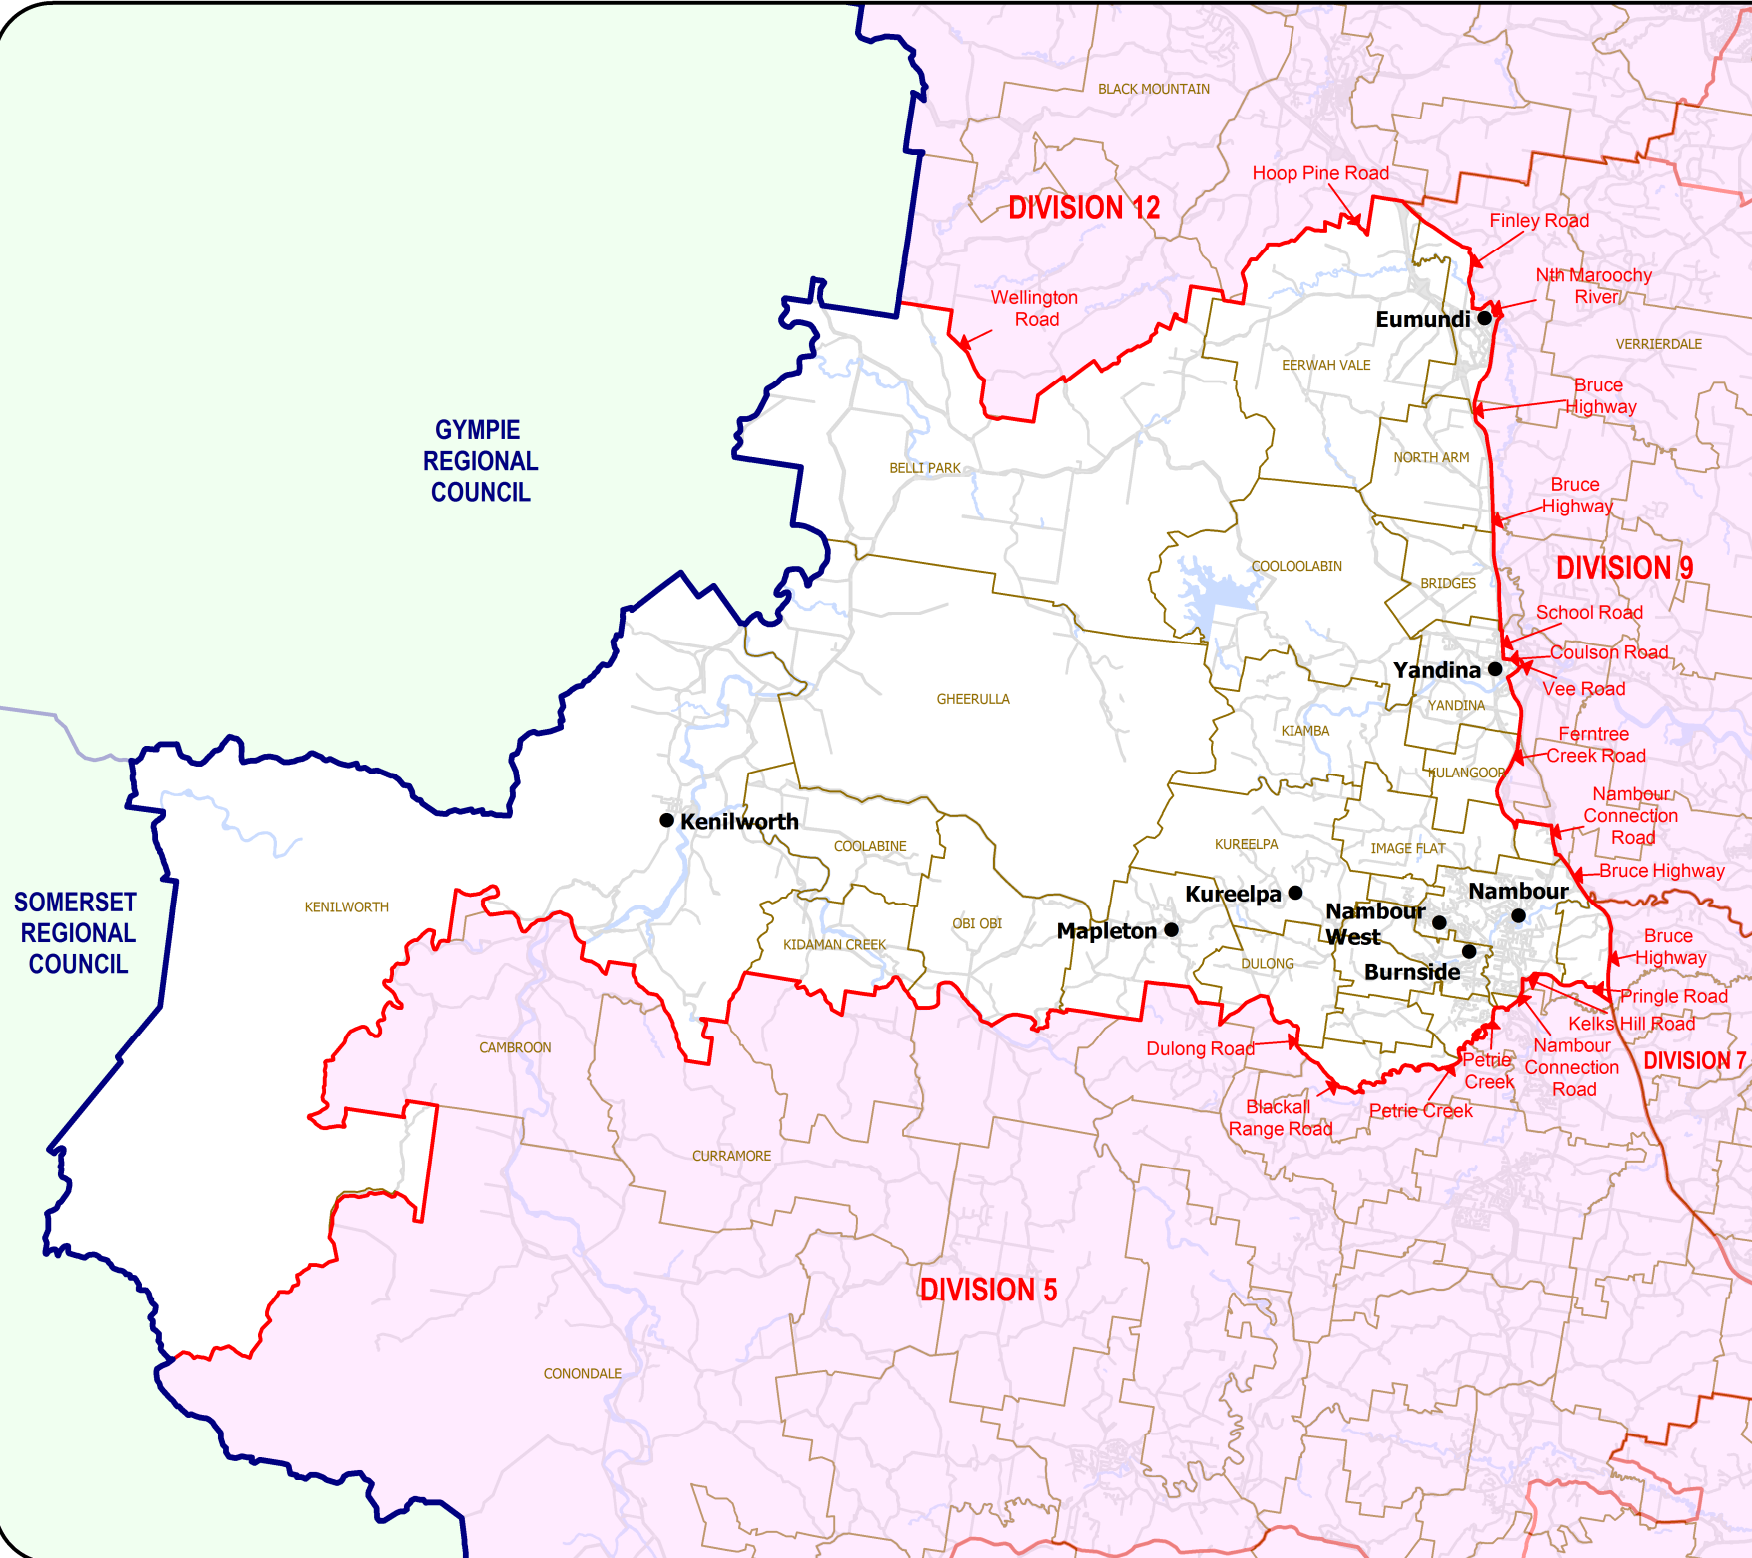 BLACK MOUNTAIN
Hoop Pine Road
DIVISION 12
Finley Road
Nth Maroochy
River
Wellington
Road
Eumundi
VERRIERDALE
EERWAH VALE
Bruce
Highway
GYMPIE
REGIONAL
COUNCIL
BELLI PARK
NORTH ARM
Bruce
Highway
COOLOOLABIN
DIVISION 9
BRIDGES
School Road
Coulson Road
Yandina
Vee Road
GHEERULLA
YANDINA
KIAMBA
Ferntree
Creek Road
KULANGOOR
Nambour
Connection
Road
Kenilworth
COOLABINE
KUREELPA
IMAGE FLAT
Bruce Highway
SOMERSET
REGIONAL
COUNCIL
KENILWORTH
Kureelpa
Nambour
Nambour
West
OBI OBI
Mapleton
KIDAMAN CREEK
Bruce
Highway
DULONG
Burnside
Pringle Road
Kelks Hill Road
CAMBROON
Dulong Road
Nambour
Connection
Road
Petrie
Creek
DIVISION 7
Blackall
Range Road
Petrie Creek
CURRAMORE
DIVISION 5
CONONDALE